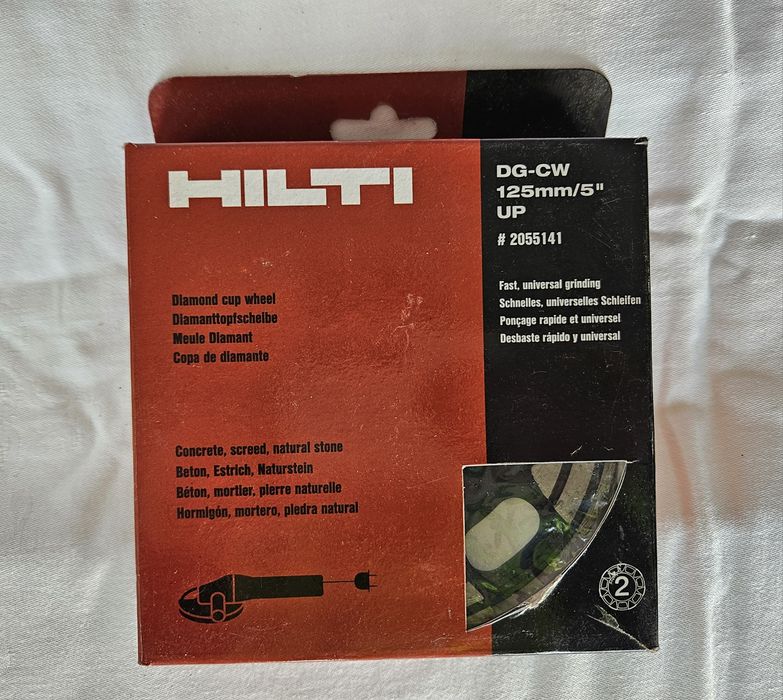 HILTI
DG-CW
125mm/5"
UP
# 2055141
Diamond cup wheel
Diamanttopfscheibe
Meule Diamant
Copa de diamante
Fast, universal grinding
Schnelles, universelles Schleifen
Ponçage rapide et universel
Desbaste rápido y universal
Concrete, screed, natural stone
Beton, Estrich, Naturstein
Béton, mortier, pierre naturelle
Hormigón, mortero, piedra natural
2